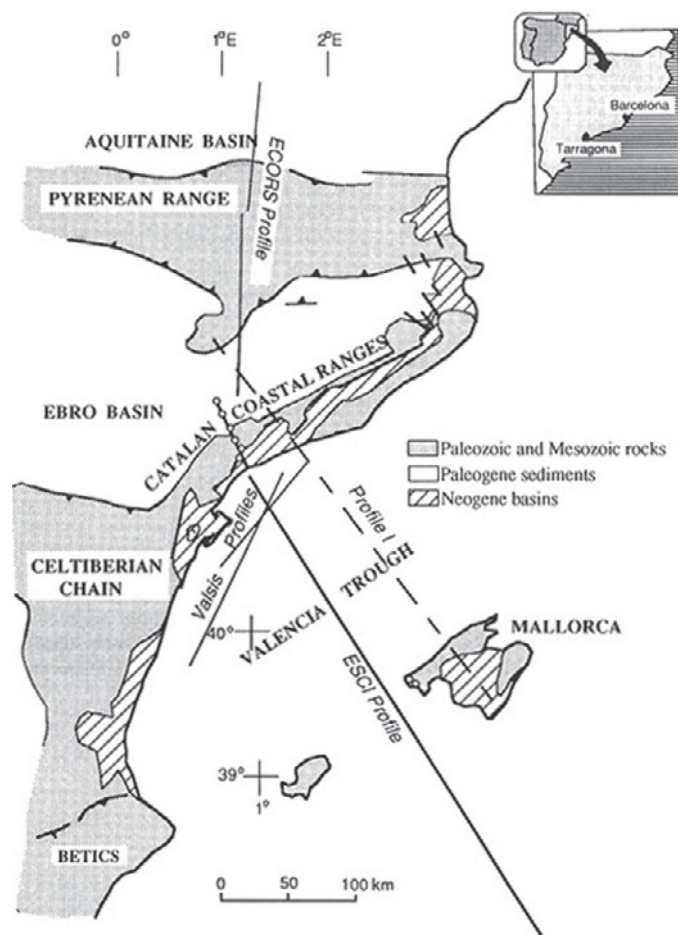 0°
1°E
2°E
Barcelona
Tarragona
AQUITAINE BASIN
PYRENEAN RANGE
ECORS Profile
COASTAL RANGES
EBRO BASIN
CATALAN
Paleozoic and Mesozoic rocks
Paleogene sediments
Neogene basins
Profiles
Valsis
Profile I
CELTIBERIAN
CHAIN
TROUGH
VALENCIA
40°
MALLORCA
ESCI Profile
39°
1°
BETICS
0 50 100 km